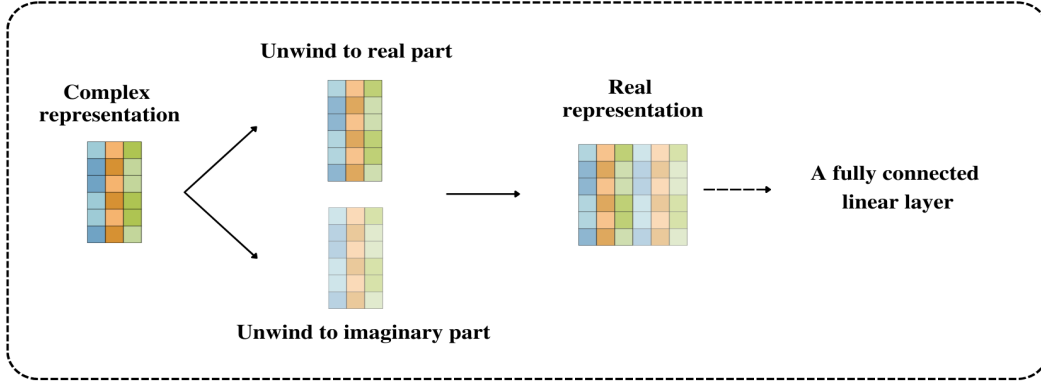 Complex
representation
Unwind to real part
Unwind to imaginary part
Real
representation
A fully connected
linear layer